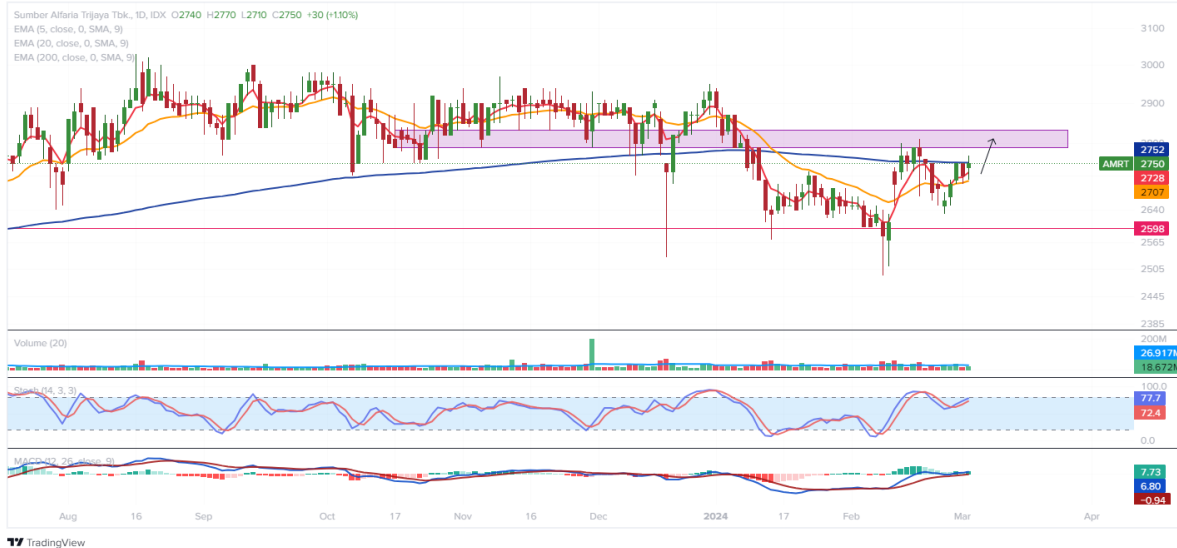 Sumber Alfaria Trijaya Tbk., 1D, IDX O2740 H2770 L2710 C2750 +30 (+1.10%)
EMA (5, close, 0, SMA, 9)
EMA (20, close, 0, SMA, 9)
EMA (200, close, 0, SMA, 9)
3100
3000
2900
2752
AMRT 2750
2728
2707
2640
2598
2565
2505
2445
2385
Volume (20)
200M
26.917M
18.672M
Stoch (14, 3, 3)
100.0
77.7
72.4
0.0
MACD (12, 26, close, 9)
7.73
6.80
−0.94
Aug 16 Sep Oct 17 Nov 16 Dec 2024 17 Feb Mar Apr
TradingView